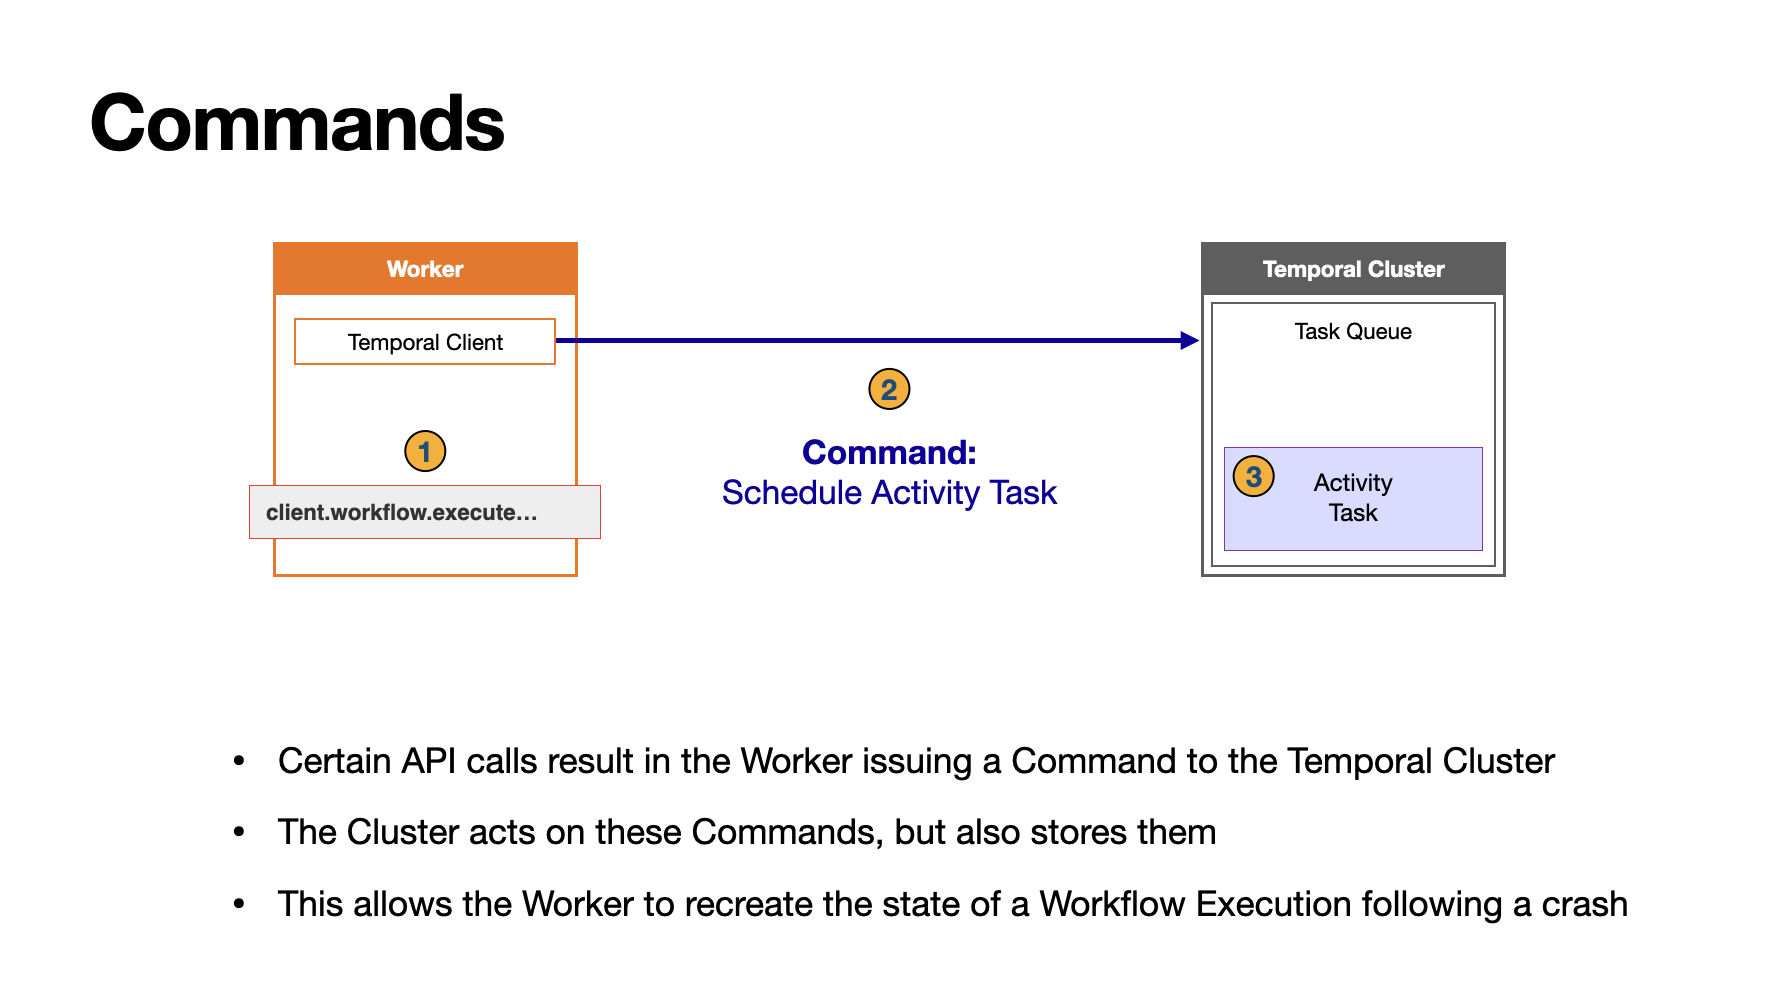 Commands
Worker
Temporal Client
1
client.workflow.execute…
2
Command:
Schedule Activity Task
Temporal Cluster
Task Queue
3
Activity
Task
• Certain API calls result in the Worker issuing a Command to the Temporal Cluster
• The Cluster acts on these Commands, but also stores them
• This allows the Worker to recreate the state of a Workflow Execution following a crash